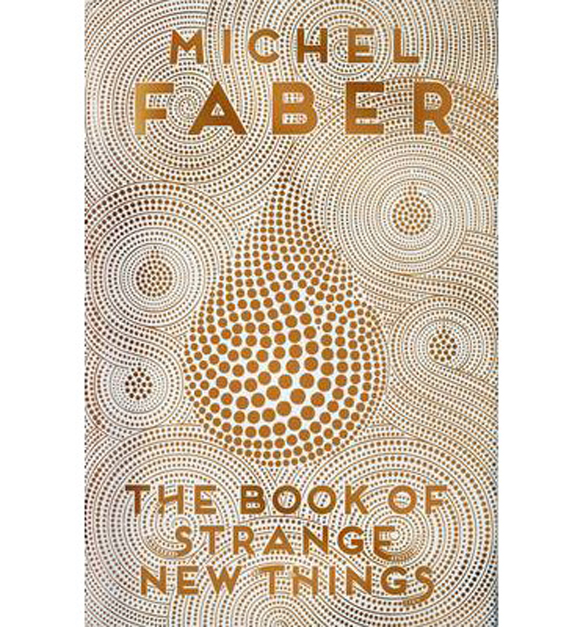 MICHEL
FABER
THE BOOK OF
STRANGE
NEW THINGS